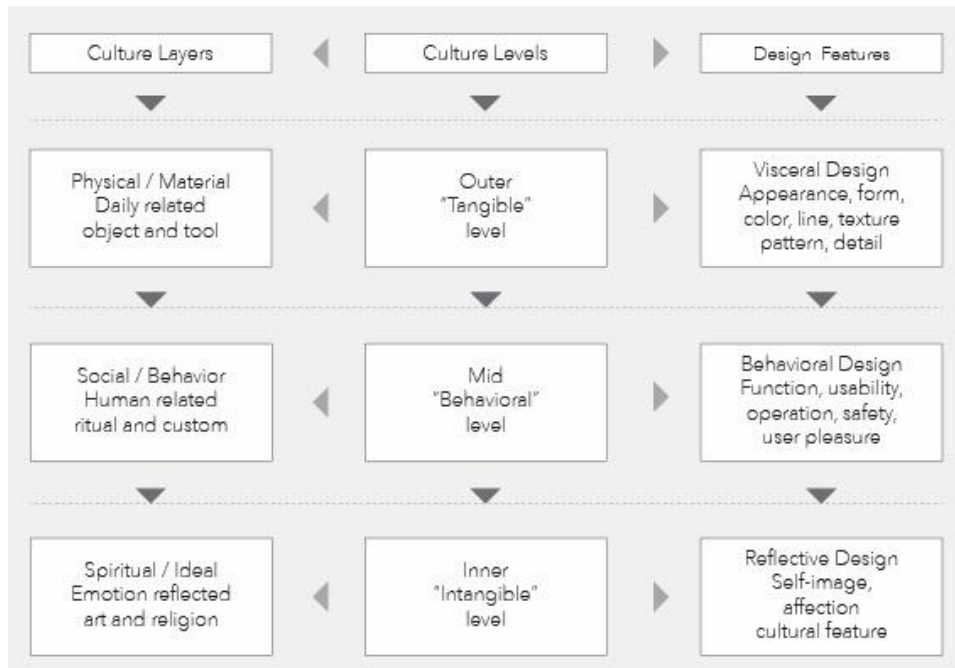 Culture Layers
Culture Levels
Design Features
Physical / Material
Daily related
object and tool
Outer
"Tangible"
level
Visceral Design
Appearance, form,
color, line, texture
pattern, detail
Social / Behavior
Human related
ritual and custom
Mid
"Behavioral"
level
Behavioral Design
Function, usability,
operation, safety,
user pleasure
Spiritual / Ideal
Emotion reflected
art and religion
Inner
"Intangible"
level
Reflective Design
Self-image,
affection
cultural feature